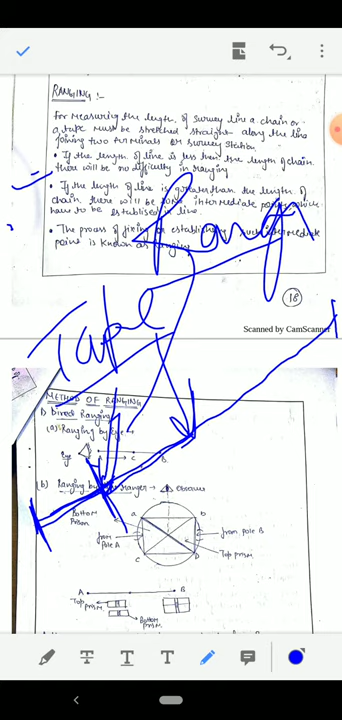 RANGING :-
For measuring the length of survey line a chain or
a tape must be stretched straight along the line
joining two terminals or survey station
• If the length of line is less then the length of chain
there will be no difficulty in ranging
• If the length of line is greater than the length of
chain, there will be intermediate
have to be established in line.
• The process of fixing or establishing such intermediate
point is known as ranging
Rang
Tape
18
Scanned by CamScanner
METHOD OF RANGING
1) Direct Ranging
(a) Ranging by Eye →
Eye A C B
(b) Ranging by ranger → Observer
Bottom
Prism
a b
from
Pole A
from pole B
Top prism
C D
A B
Top
prism
Bottom
prism